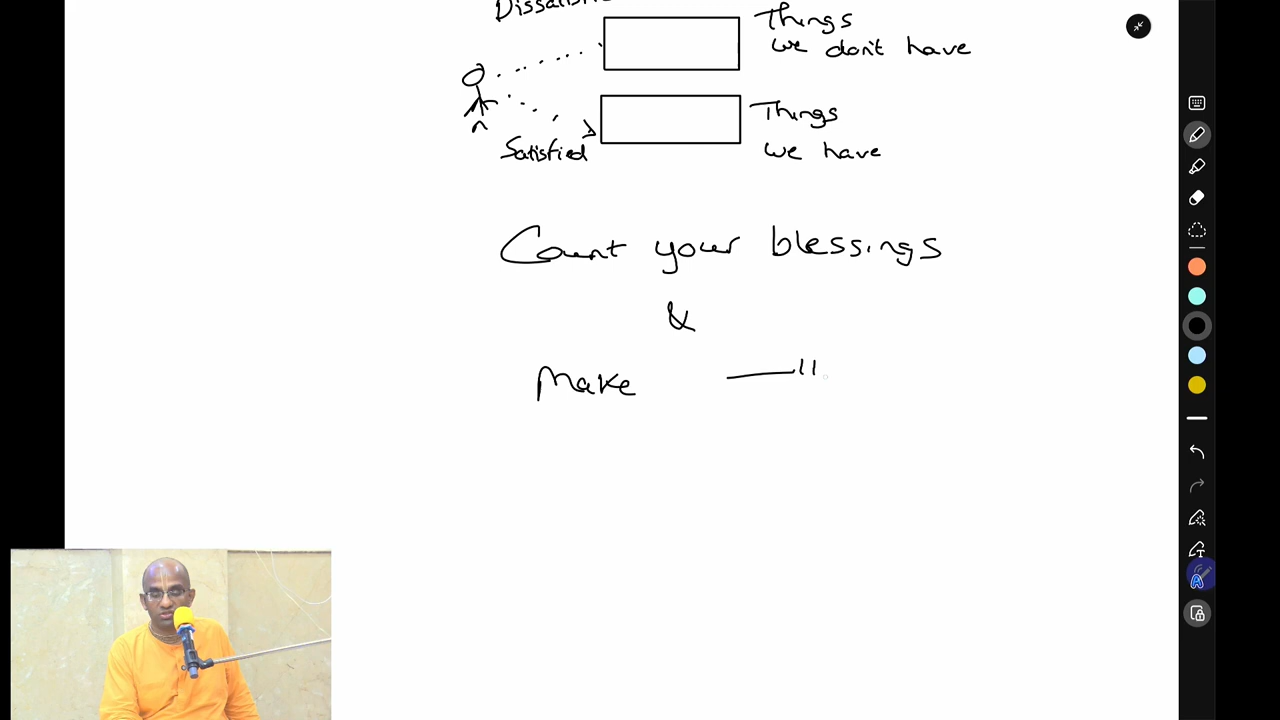 Things
we don't have
Things
we have
Satisfied
Count your blessings
&
Make —"